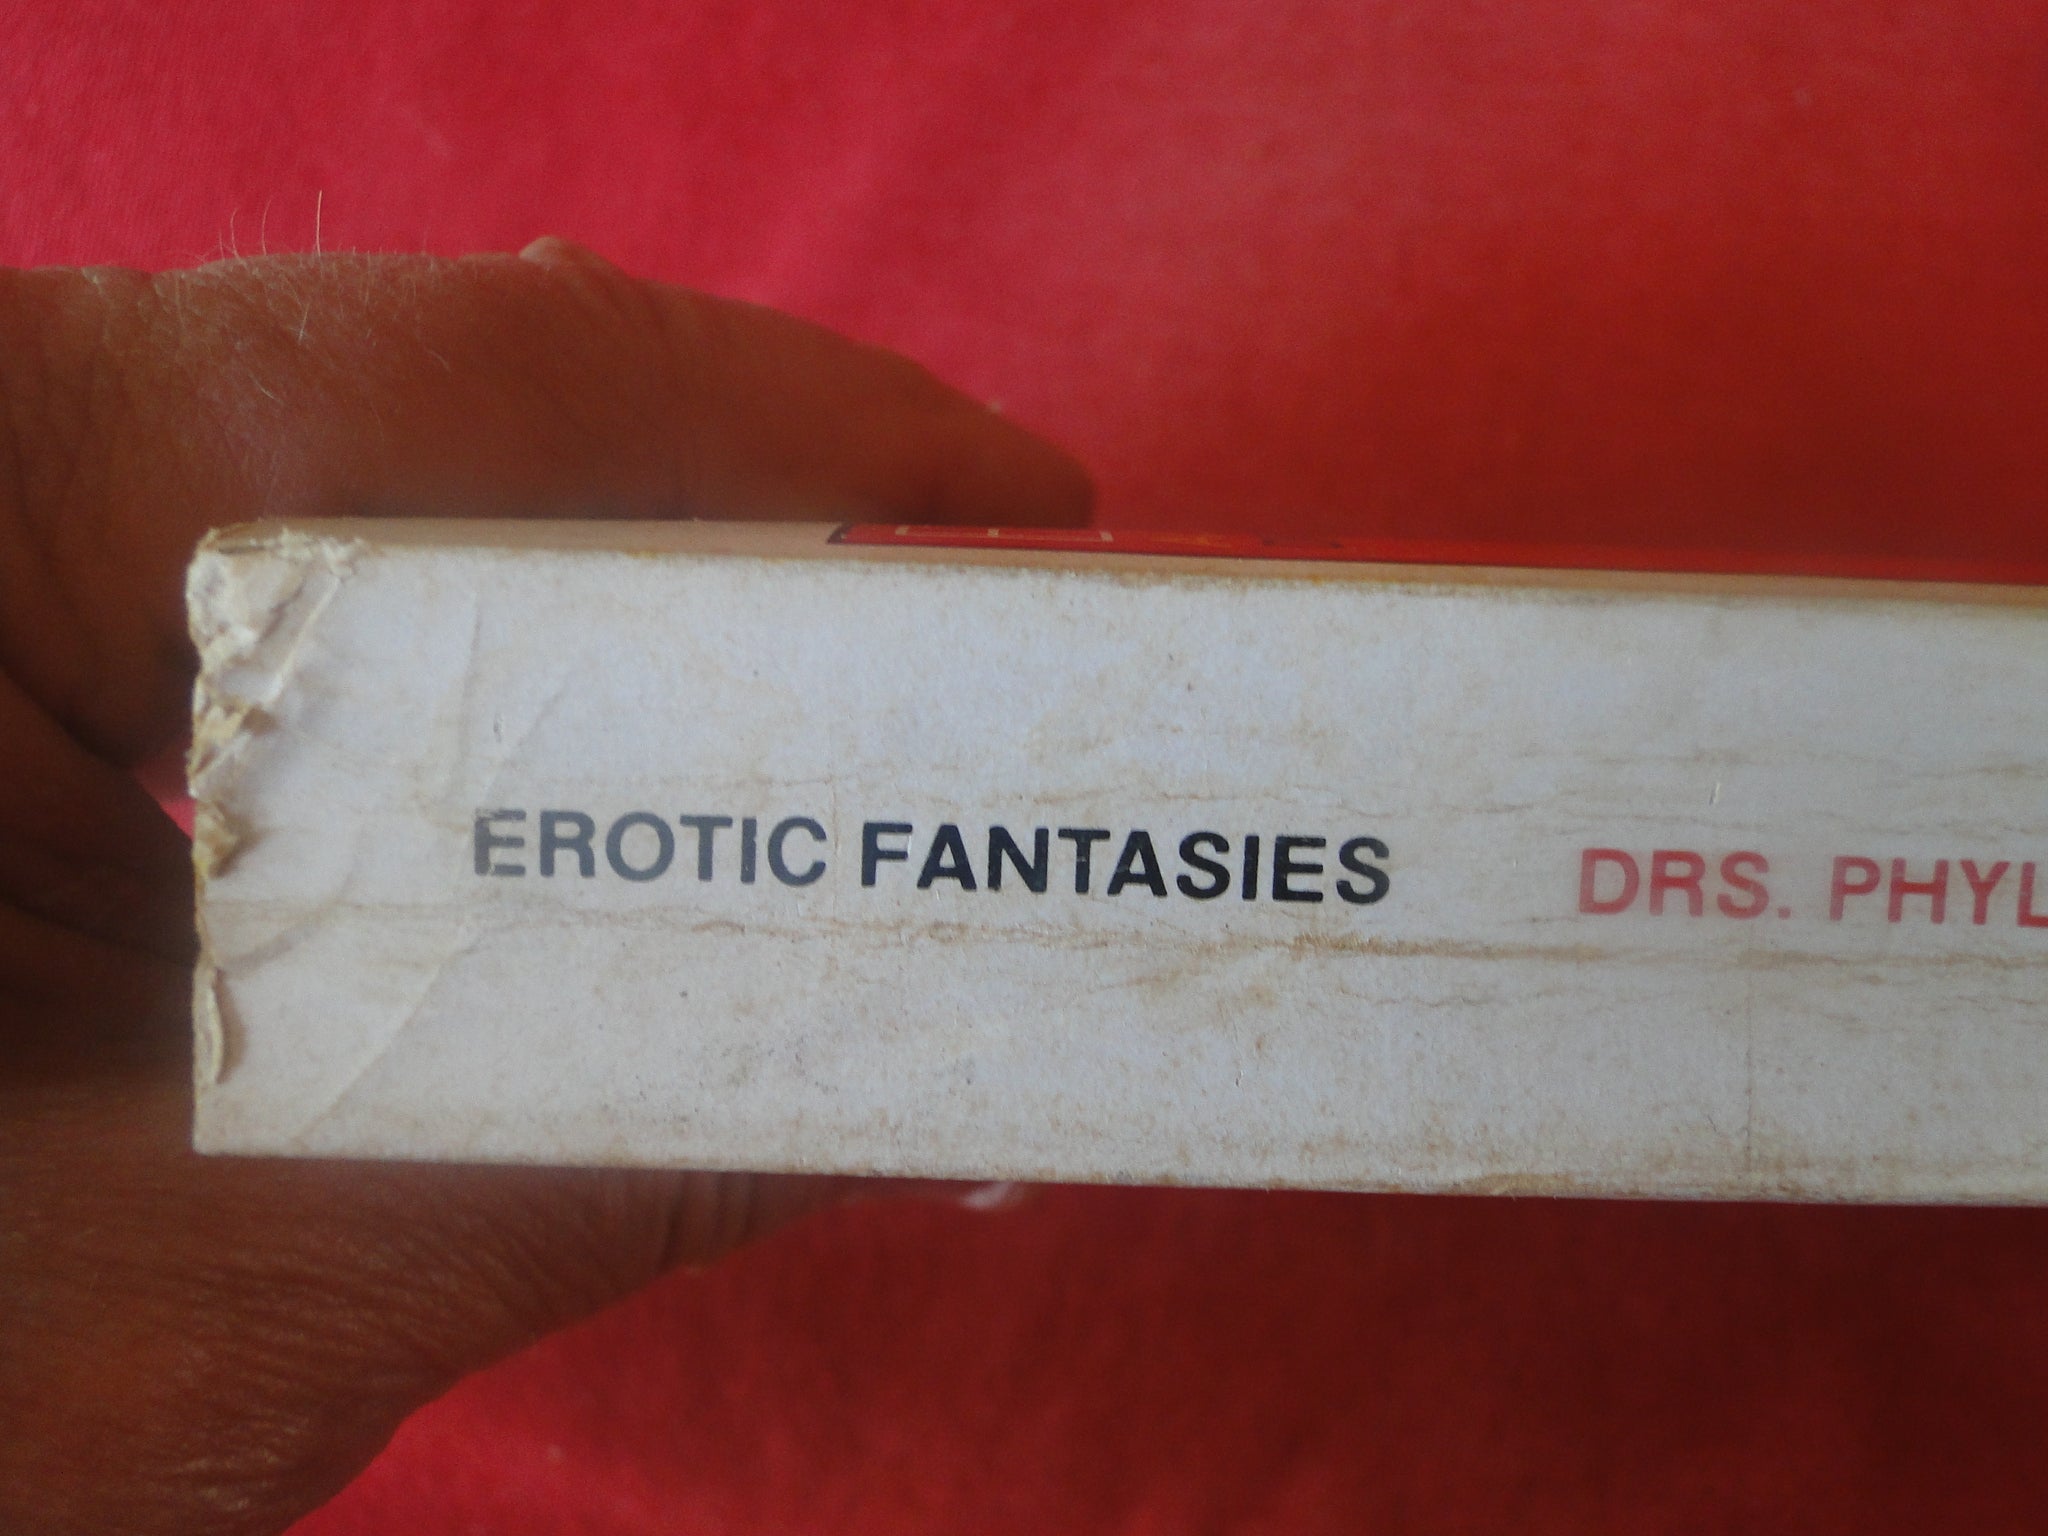 EROTIC FANTASIES DRS. PHYL